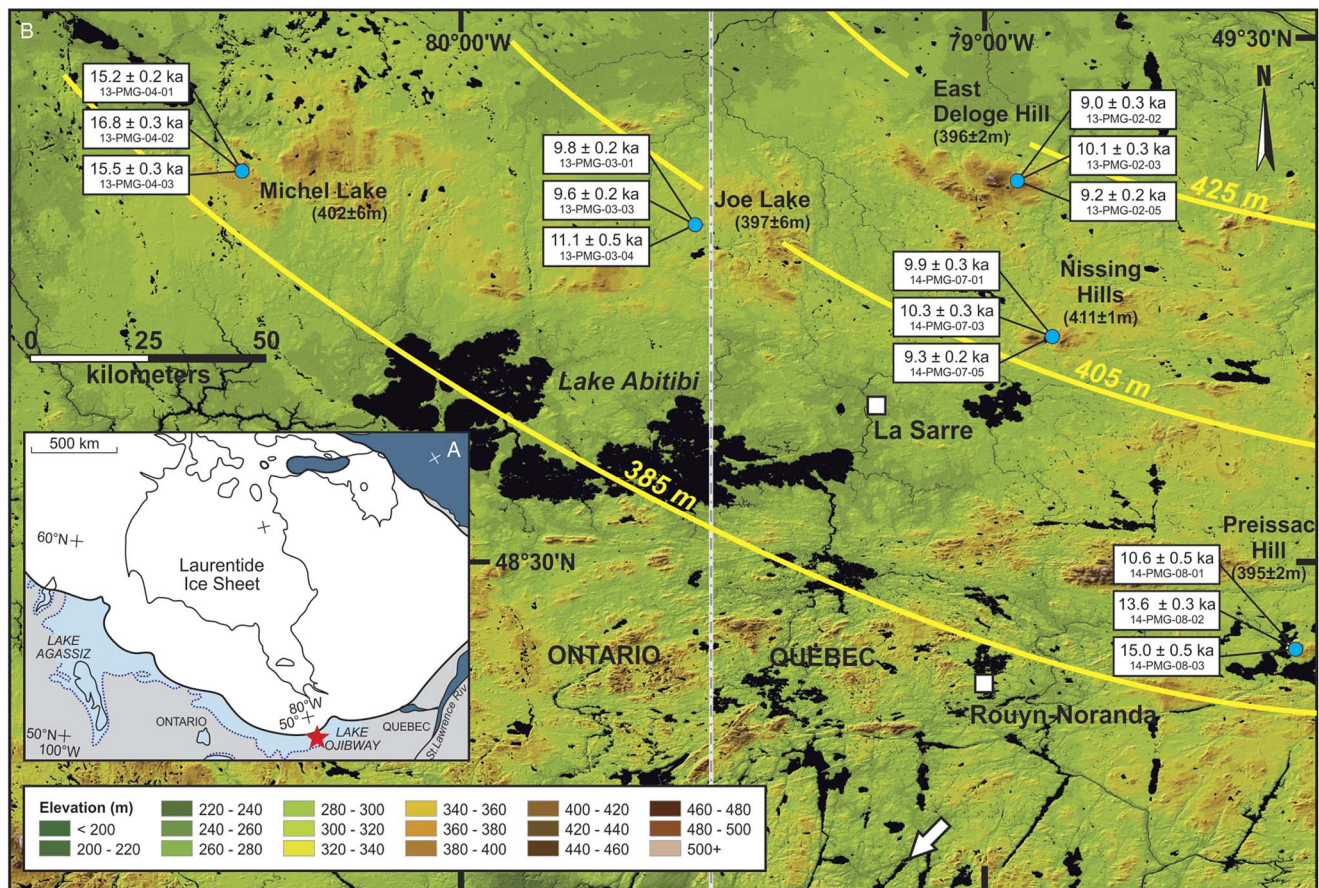 B
80°00'W
79°00'W
49°30'N
N
15.2 ± 0.2 ka
13-PMG-04-01
16.8 ± 0.3 ka
13-PMG-04-02
15.5 ± 0.3 ka
13-PMG-04-03
Michel Lake
(402±6m)
9.8 ± 0.2 ka
13-PMG-03-01
9.6 ± 0.2 ka
13-PMG-03-03
11.1 ± 0.5 ka
13-PMG-03-04
Joe Lake
(397±6m)
East
Deloge Hill
(396±2m)
9.0 ± 0.3 ka
13-PMG-02-02
10.1 ± 0.3 ka
13-PMG-02-03
9.2 ± 0.2 ka
13-PMG-02-05
425 m
9.9 ± 0.3 ka
14-PMG-07-01
10.3 ± 0.3 ka
14-PMG-07-03
9.3 ± 0.2 ka
14-PMG-07-05
Nissing
Hills
(411±1m)
405 m
0 25 50
kilometers
Lake Abitibi
La Sarre
385 m
48°30'N
Preissac
Hill
(395±2m)
10.6 ± 0.5 ka
14-PMG-08-01
13.6 ± 0.3 ka
14-PMG-08-02
15.0 ± 0.5 ka
14-PMG-08-03
ONTARIO
QUÉBEC
Rouyn-Noranda
500 km
A
60°N
Laurentide
Ice Sheet
LAKE
AGASSIZ
80°W
50°
ONTARIO
QUEBEC
LAKE
OJIBWAY
St.Lawrence Riv.
50°N
100°W
Elevation (m)
< 200
200 - 220
220 - 240
240 - 260
260 - 280
280 - 300
300 - 320
320 - 340
340 - 360
360 - 380
380 - 400
400 - 420
420 - 440
440 - 460
460 - 480
480 - 500
500+